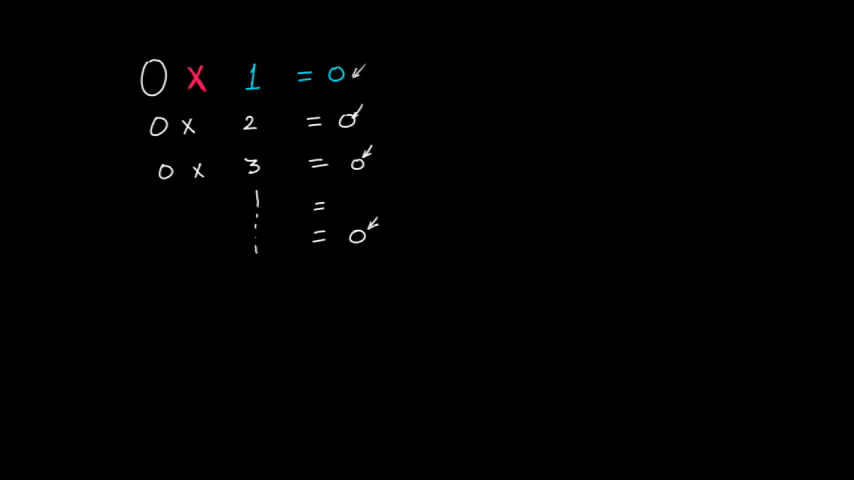 0 x 1 = 0
0 x 2 = 0
0 x 3 = 0
=
= 0